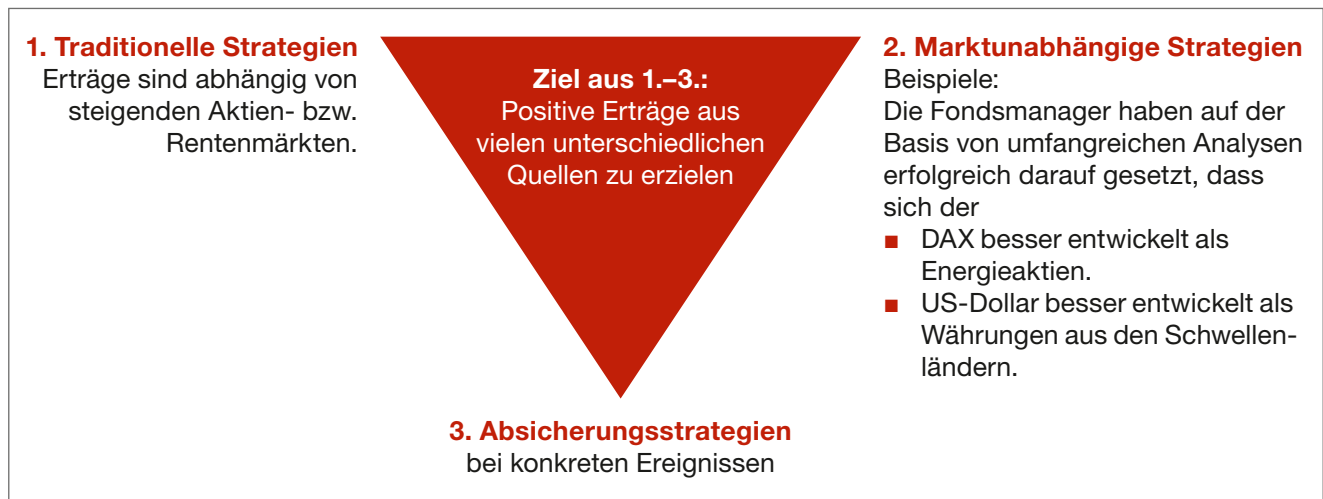 1. Traditionelle Strategien
Erträge sind abhängig von
steigenden Aktien- bzw.
Rentenmärkten.
Ziel aus 1.–3.:
Positive Erträge aus
vielen unterschiedlichen
Quellen zu erzielen
2. Marktunabhängige Strategien
Beispiele:
Die Fondsmanager haben auf der
Basis von umfangreichen Analysen
erfolgreich darauf gesetzt, dass
sich der
■ DAX besser entwickelt als
Energieaktien.
■ US-Dollar besser entwickelt als
Währungen aus den Schwellen-
ländern.
3. Absicherungsstrategien
bei konkreten Ereignissen